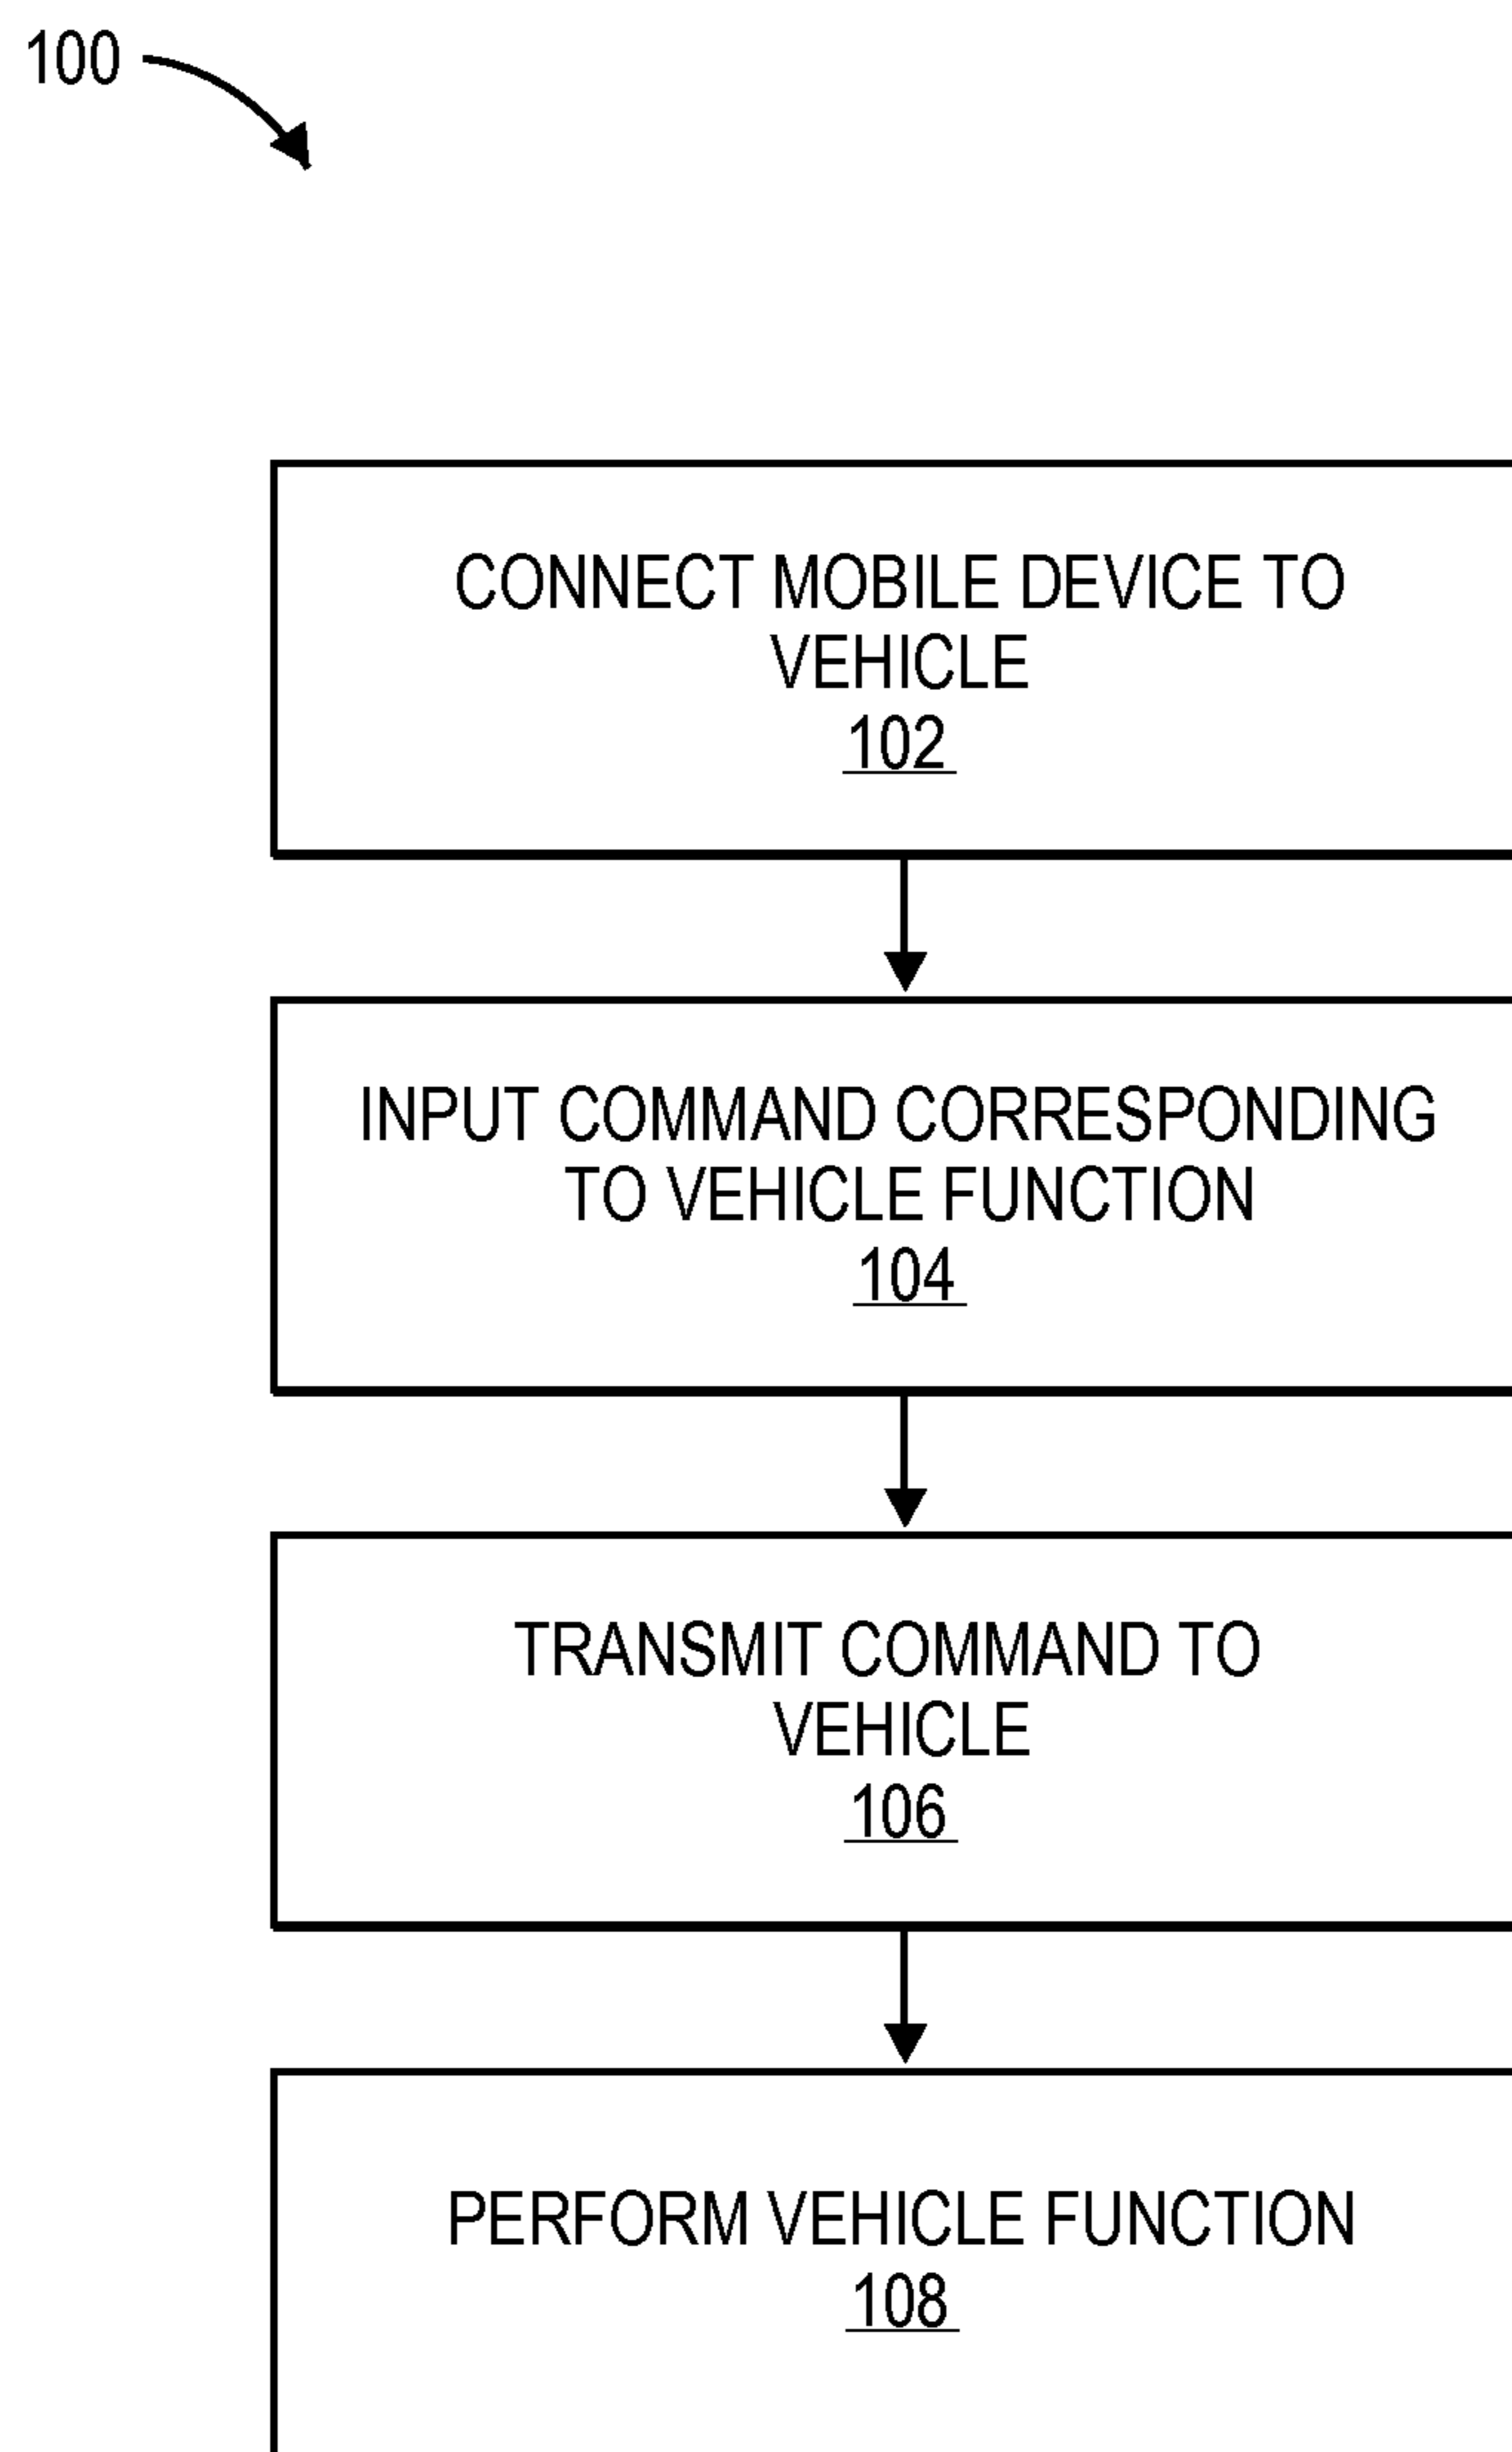 100
CONNECT MOBILE DEVICE TO
VEHICLE
102
INPUT COMMAND CORRESPONDING
TO VEHICLE FUNCTION
104
TRANSMIT COMMAND TO
VEHICLE
106
PERFORM VEHICLE FUNCTION
108